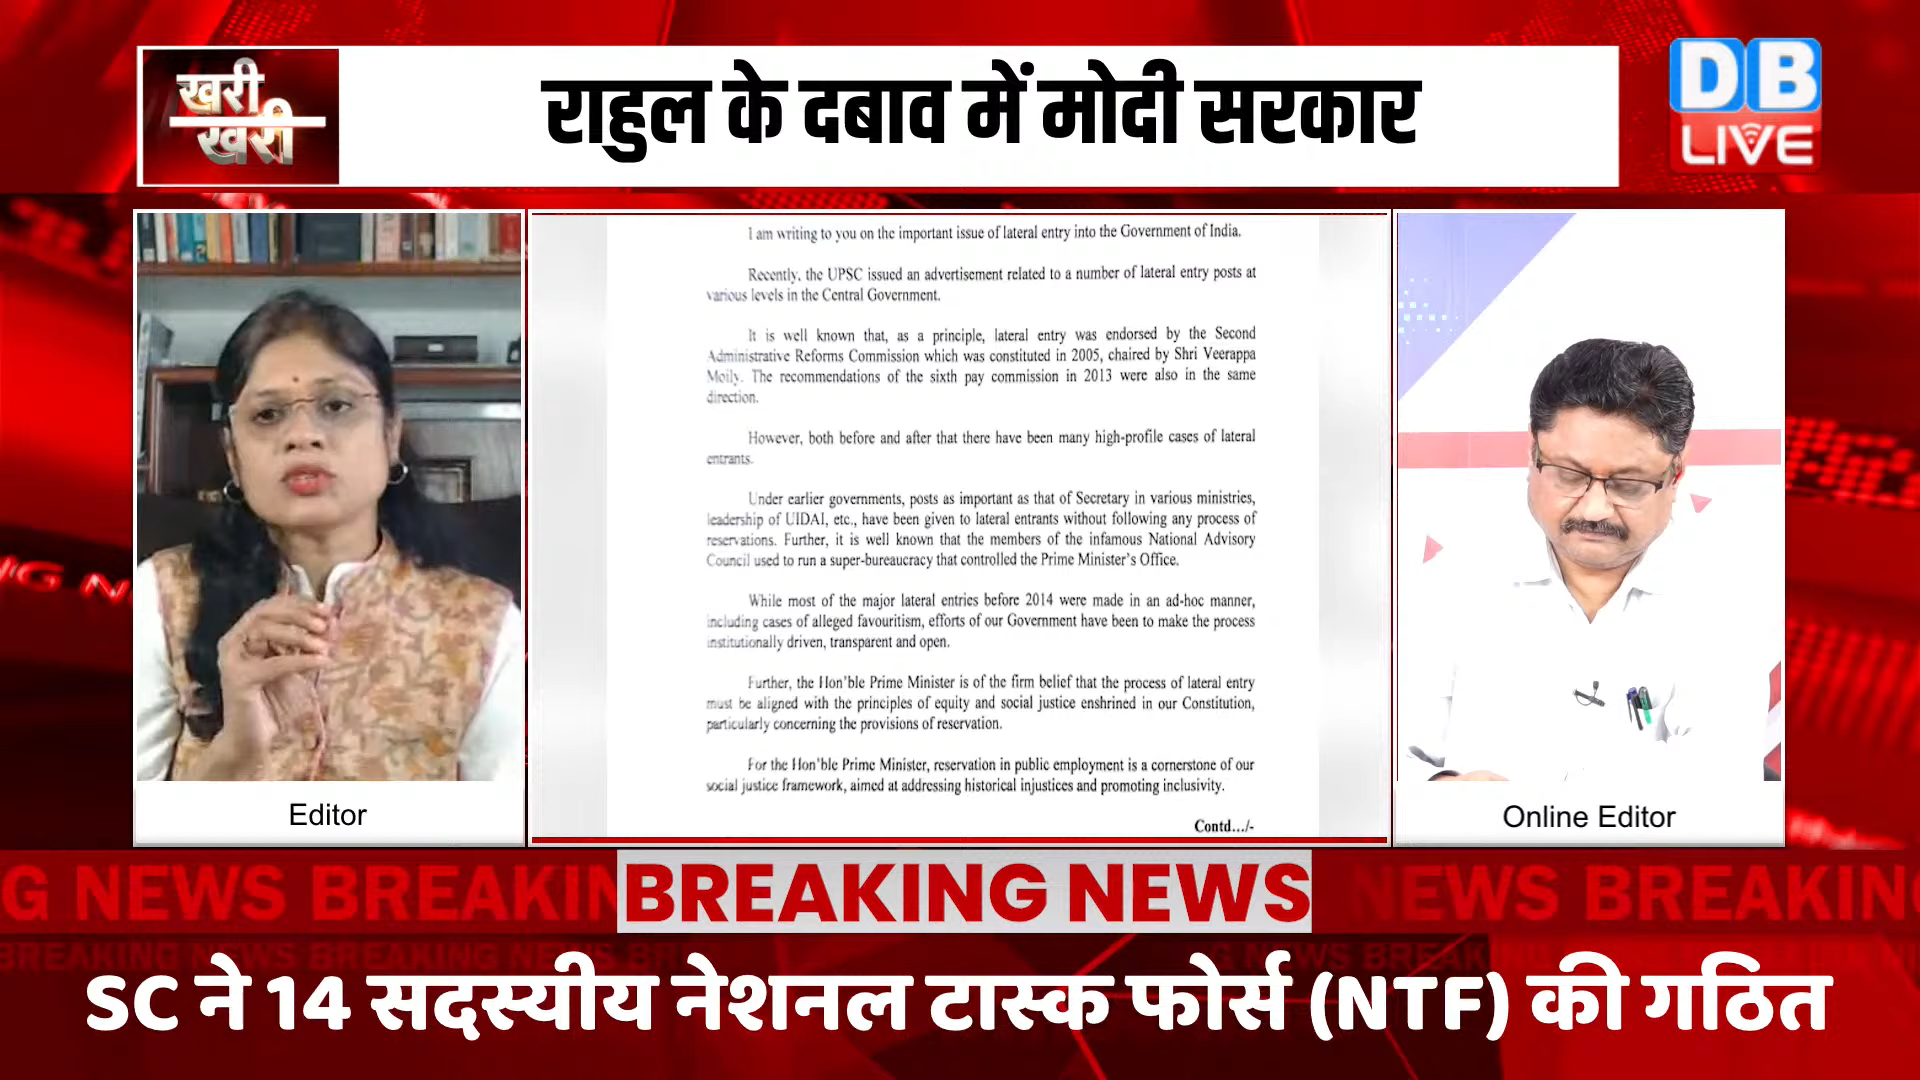 खरी
खरी
राहुल के दबाव में मोदी सरकार
DB
LIVE
I am writing to you on the important issue of lateral entry into the Government of India.
Recently, the UPSC issued an advertisement related to a number of lateral entry posts at
various levels in the Central Government.
It is well known that, as a principle, lateral entry was endorsed by the Second
Administrative Reforms Commission which was constituted in 2005, chaired by Shri Veerappa
Moily. The recommendations of the sixth pay commission in 2013 were also in the same
direction.
However, both before and after that there have been many high-profile cases of lateral
entrants.
Under earlier governments, posts as important as that of Secretary in various ministries,
leadership of UIDAI, etc., have been given to lateral entrants without following any process of
reservations. Further, it is well known that the members of the infamous National Advisory
Council used to run a super-bureaucracy that controlled the Prime Minister's Office.
While most of the major lateral entries before 2014 were made in an ad-hoc manner,
including cases of alleged favouritism, efforts of our Government have been to make the process
institutionally driven, transparent and open.
Further, the Hon'ble Prime Minister is of the firm belief that the process of lateral entry
must be aligned with the principles of equity and social justice enshrined in our Constitution,
particularly concerning the provisions of reservation.
For the Hon'ble Prime Minister, reservation in public employment is a cornerstone of our
social justice framework, aimed at addressing historical injustices and promoting inclusivity.
Contd.../-
Editor
Online Editor
G NEWS BREAKIN
BREAKING NEWS
EWS BREAKING
BREAKING NEWS BREAKING NEWS BR
SC ने 14 सदस्यीय नेशनल टास्क फोर्स (NTF) की गठित